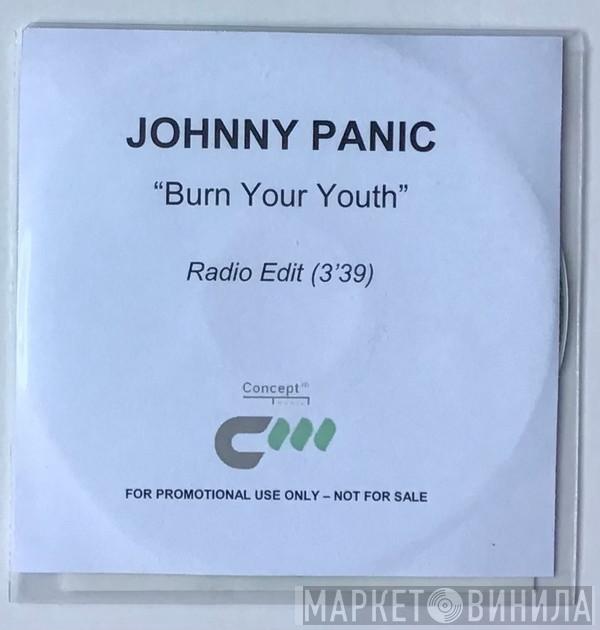 JOHNNY PANIC
“Burn Your Youth”
Radio Edit (3’39)
Concept
FOR PROMOTIONAL USE ONLY – NOT FOR SALE
МАРКЕТ ВИНИЛА